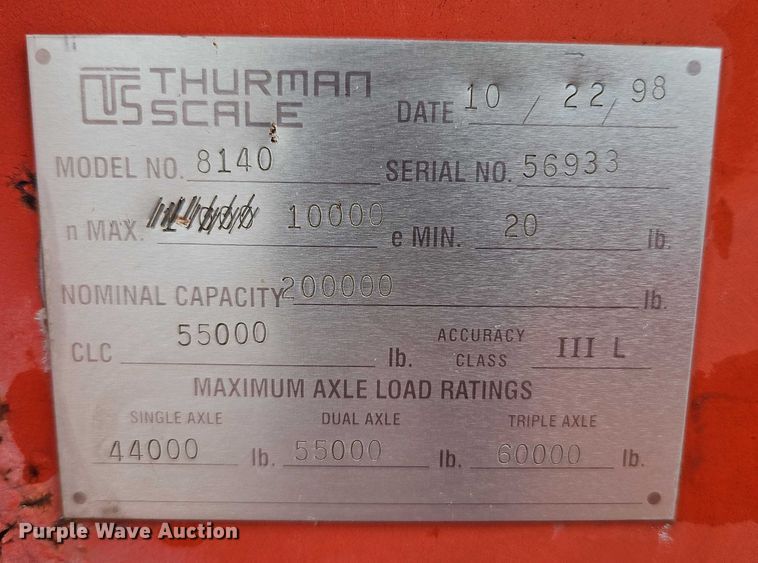 TS THURMAN
SCALE
DATE 10 / 22 / 98
MODEL NO. 8140 SERIAL NO. 56933
n MAX. 10000 e MIN. 20 lb.
NOMINAL CAPACITY 200000 lb.
CLC 55000 lb. ACCURACY CLASS III L
MAXIMUM AXLE LOAD RATINGS
SINGLE AXLE DUAL AXLE TRIPLE AXLE
44000 lb. 55000 lb. 60000 lb.
Purple Wave Auction